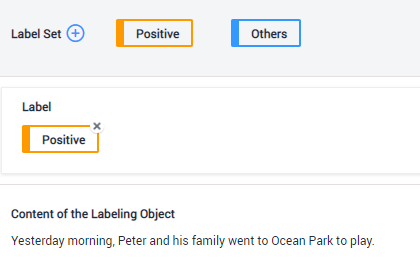 Label Set Positive Others
Label
Positive
Content of the Labeling Object
Yesterday morning, Peter and his family went to Ocean Park to play.